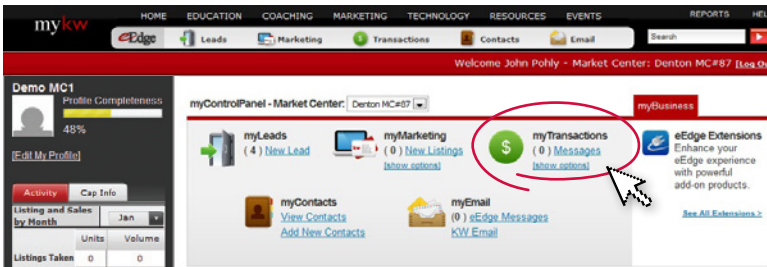 mykw
HOME EDUCATION COACHING MARKETING TECHNOLOGY RESOURCES EVENTS REPORTS HEL
eEdge Leads Marketing Transactions Contacts Email Search
Welcome John Pohly - Market Center: Denton MC#87 [Log Ou
Demo MC1
Profile Completeness
48%
[Edit My Profile]
Activity Cap Info
Listing and Sales by Month Jan
Units Volume
Listings Taken 0 0
myControlPanel - Market Center: Denton MC#87
myBusiness
myLeads
( 4 ) New Lead
myMarketing
( 0 ) New Listings
[show options]
$
myTransactions
( 0 ) Messages
[show options]
myContacts
View Contacts
Add New Contacts
myEmail
(0 ) eEdge Messages
KW Email
eEdge Extensions
Enhance your
eEdge experience
with powerful
add-on products.
See All Extensions >